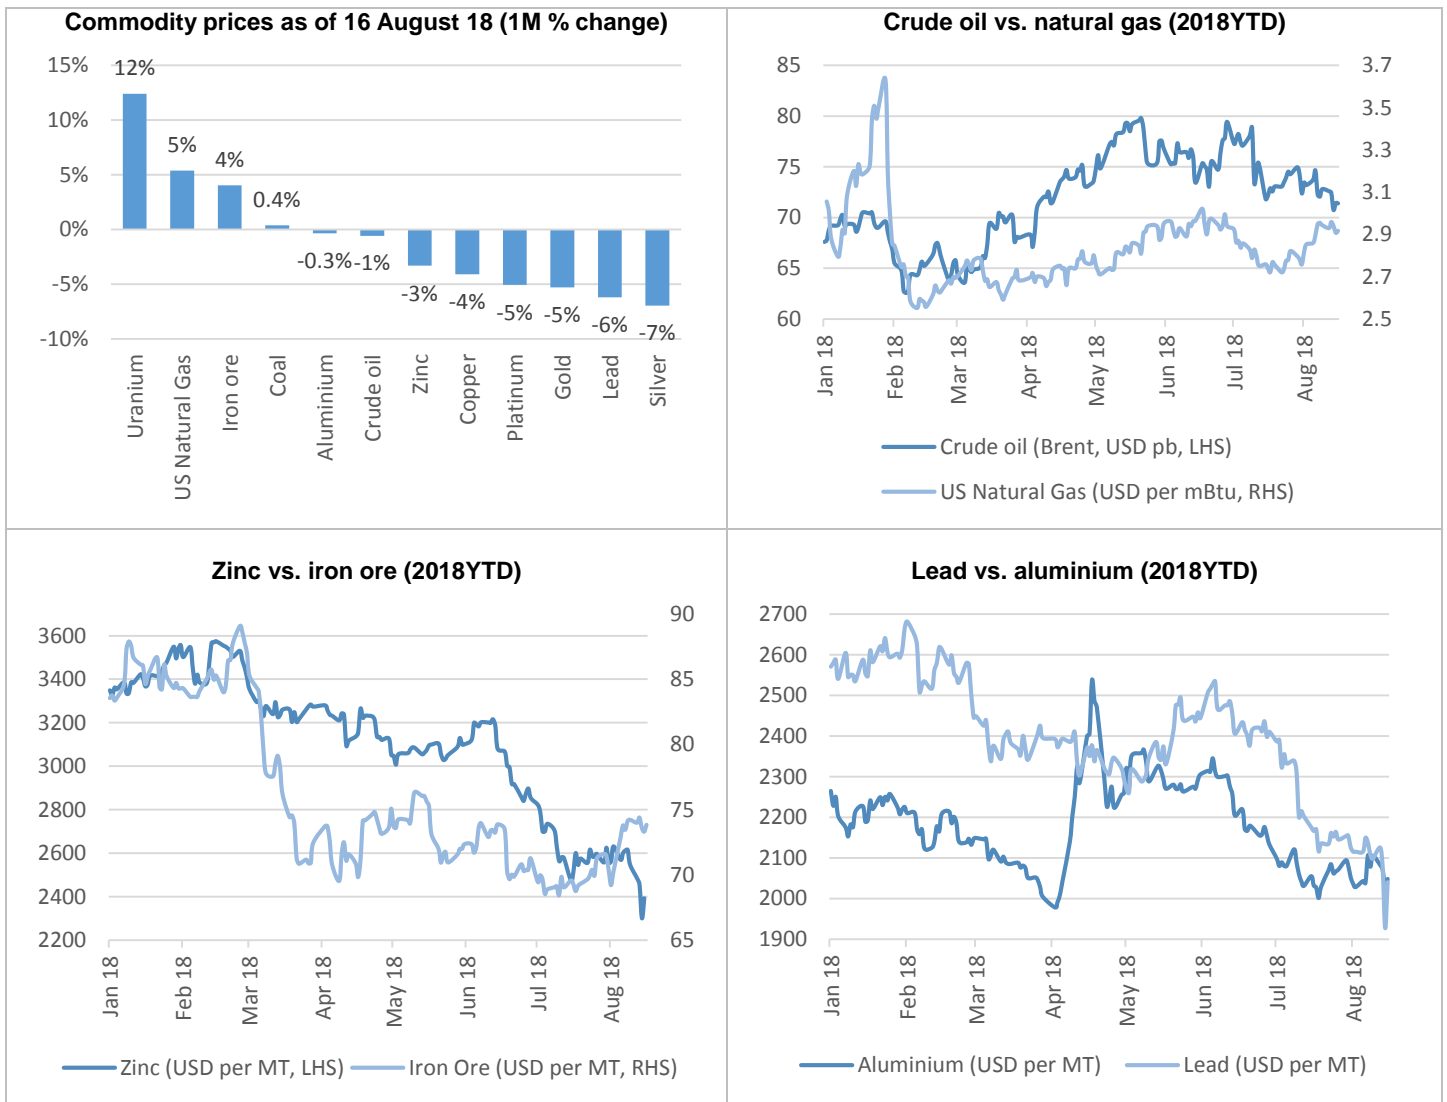 Commodity prices as of 16 August 18 (1M % change)
15%
10%
5%
0%
-5%
-10%
12%
5%
4%
0.4%
-0.3%
-1%
-3%
-4%
-5%
-5%
-6%
-7%
Uranium
US Natural Gas
Iron ore
Coal
Aluminium
Crude oil
Zinc
Copper
Platinum
Gold
Lead
Silver
Crude oil vs. natural gas (2018YTD)
85
80
75
70
65
60
3.7
3.5
3.3
3.1
2.9
2.7
2.5
Jan 18
Feb 18
Mar 18
Apr 18
May 18
Jun 18
Jul 18
Aug 18
Crude oil (Brent, USD pb, LHS)
US Natural Gas (USD per mBtu, RHS)
Zinc vs. iron ore (2018YTD)
3600
3400
3200
3000
2800
2600
2400
2200
90
85
80
75
70
65
Jan 18
Feb 18
Mar 18
Apr 18
May 18
Jun 18
Jul 18
Aug 18
Zinc (USD per MT, LHS)
Iron Ore (USD per MT, RHS)
Lead vs. aluminium (2018YTD)
2700
2600
2500
2400
2300
2200
2100
2000
1900
Jan 18
Feb 18
Mar 18
Apr 18
May 18
Jun 18
Jul 18
Aug 18
Aluminium (USD per MT)
Lead (USD per MT)